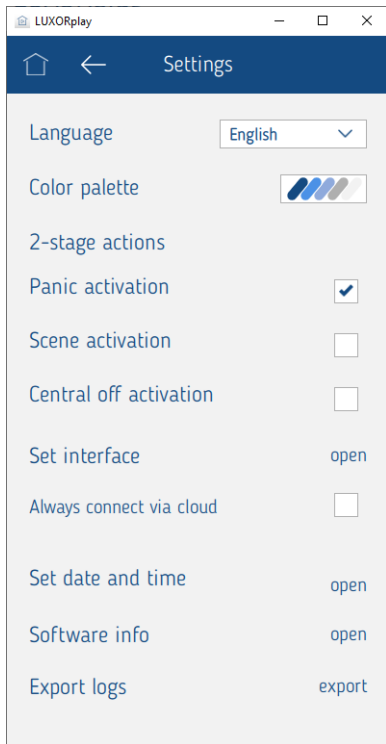 LUXORplay
Settings
Language English
Color palette
2-stage actions
Panic activation
Scene activation
Central off activation
Set interface open
Always connect via cloud
Set date and time open
Software info open
Export logs export